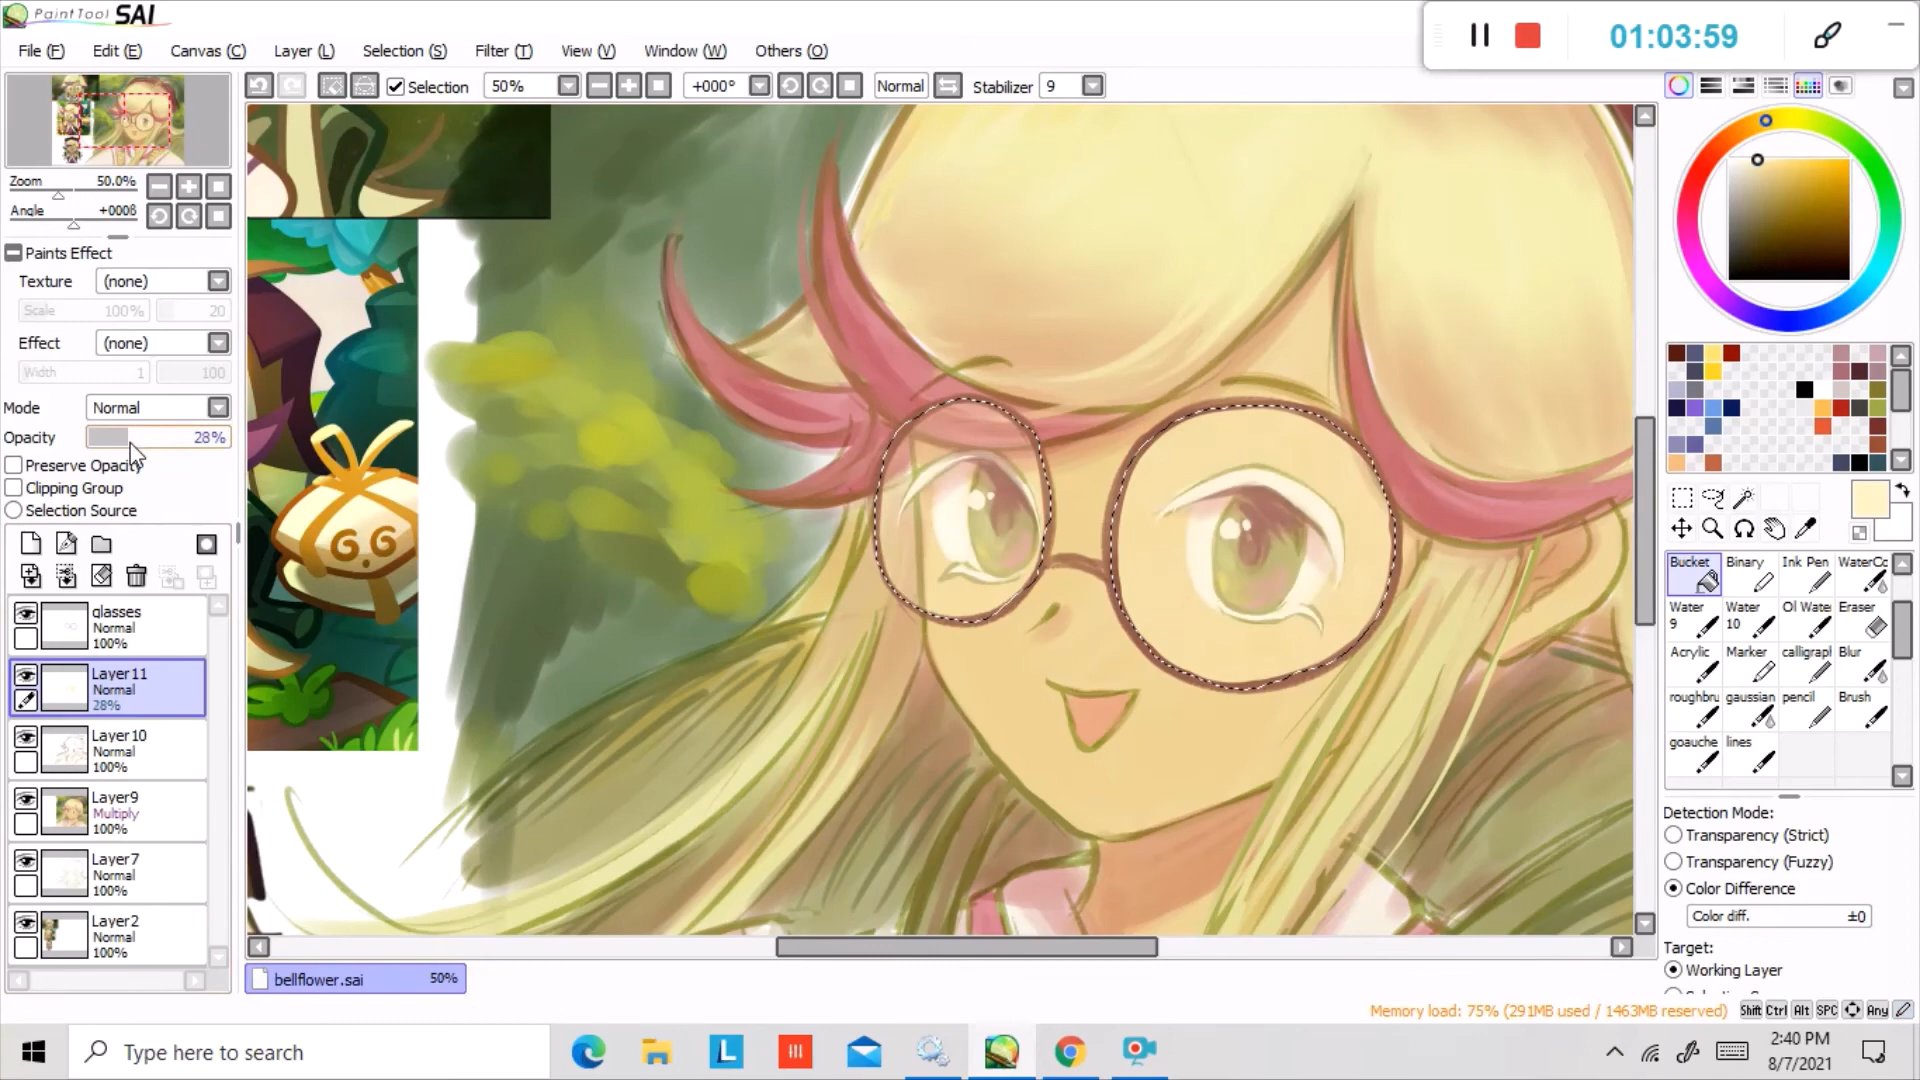 PaintTool SAI
01:03:59
File (F) Edit (E) Canvas (C) Layer (L) Selection (S) Filter (T) View (V) Window (W) Others (O)
Selection 50% +000° Normal Stabilizer 9
Zoom 50.0%
Angle
Paints Effect
Texture (none)
Scale 100% 20
Effect (none)
Width 1 100
Mode Normal
Opacity 28%
Preserve Opacity
Clipping Group
Selection Source
glasses
Normal
100%
Layer11
Normal
28%
Layer10
Normal
100%
Layer9
Multiply
100%
Layer7
Normal
100%
Layer2
Normal
100%
bellflower.sai 50%
Bucket Binary Ink Pen WaterCo
Water 9 Water 10 Ol Wate Eraser
Acrylic Marker calligrapl Blur
roughbru gaussian pencil Brush
goauche lines
Detection Mode:
Transparency (Strict)
Transparency (Fuzzy)
Color Difference
Color diff. ±0
Target:
Working Layer
Memory load: 75% (291MB used / 1463MB reserved) Shift Ctrl Alt SPC Any
Type here to search
L
2:40 PM
8/7/2021